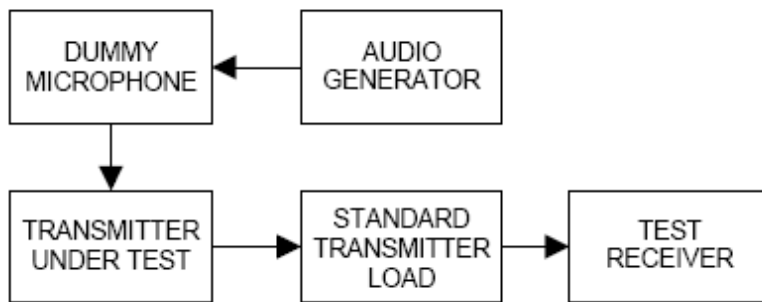 DUMMY
MICROPHONE
AUDIO
GENERATOR
TRANSMITTER
UNDER TEST
STANDARD
TRANSMITTER
LOAD
TEST
RECEIVER